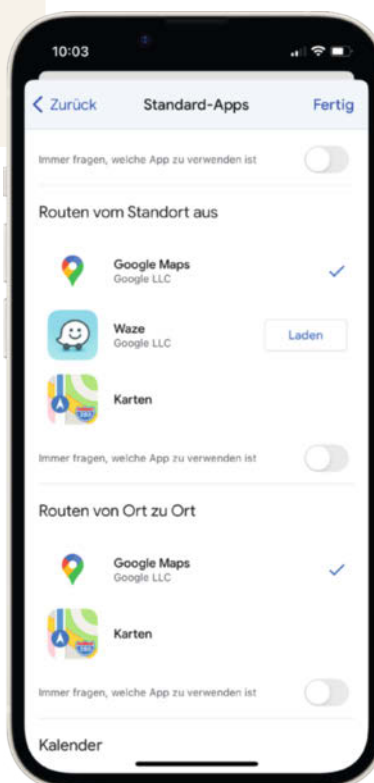 10:03
Zurück Standard-Apps Fertig
Immer fragen, welche App zu verwenden ist
Routen vom Standort aus
Google Maps
Google LLC
Waze
Google LLC
Laden
Karten
Immer fragen, welche App zu verwenden ist
Routen von Ort zu Ort
Google Maps
Google LLC
Karten
Immer fragen, welche App zu verwenden ist
Kalender